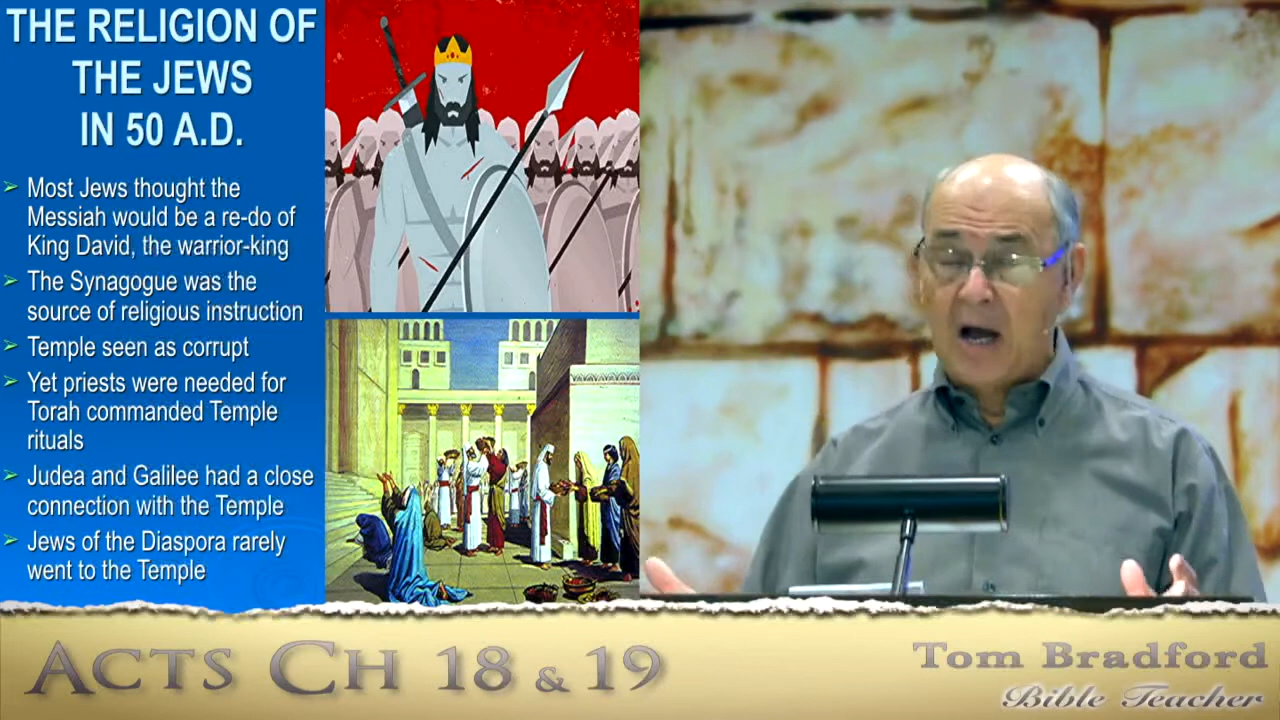 THE RELIGION OF
THE JEWS
IN 50 A.D.
➢ Most Jews thought the
Messiah would be a re-do of
King David, the warrior-king
➢ The Synagogue was the
source of religious instruction
➢ Temple seen as corrupt
➢ Yet priests were needed for
Torah commanded Temple
rituals
➢ Judea and Galilee had a close
connection with the Temple
➢ Jews of the Diaspora rarely
went to the Temple
ACTS CH 18 & 19
Tom Bradford
Bible Teacher